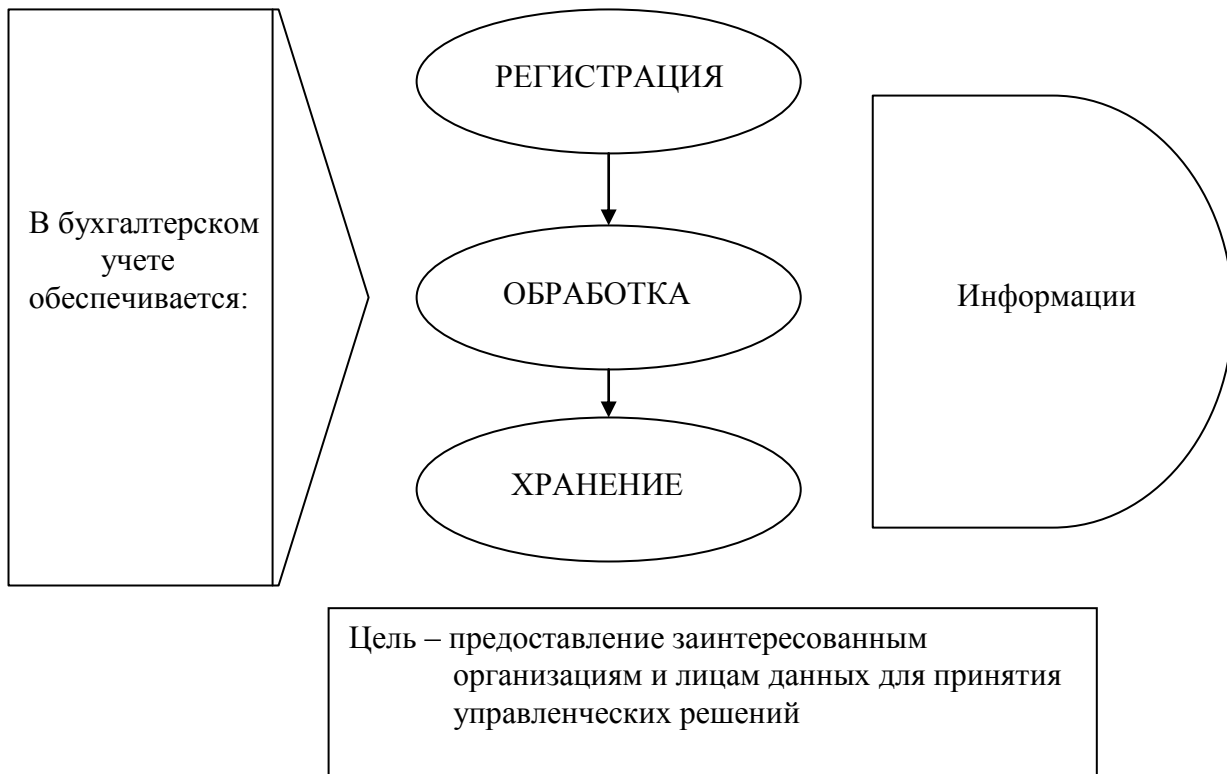 В бухгалтерском
учете
обеспечивается:
РЕГИСТРАЦИЯ
ОБРАБОТКА
ХРАНЕНИЕ
Информации
Цель – предоставление заинтересованным
организациям и лицам данных для принятия
управленческих решений